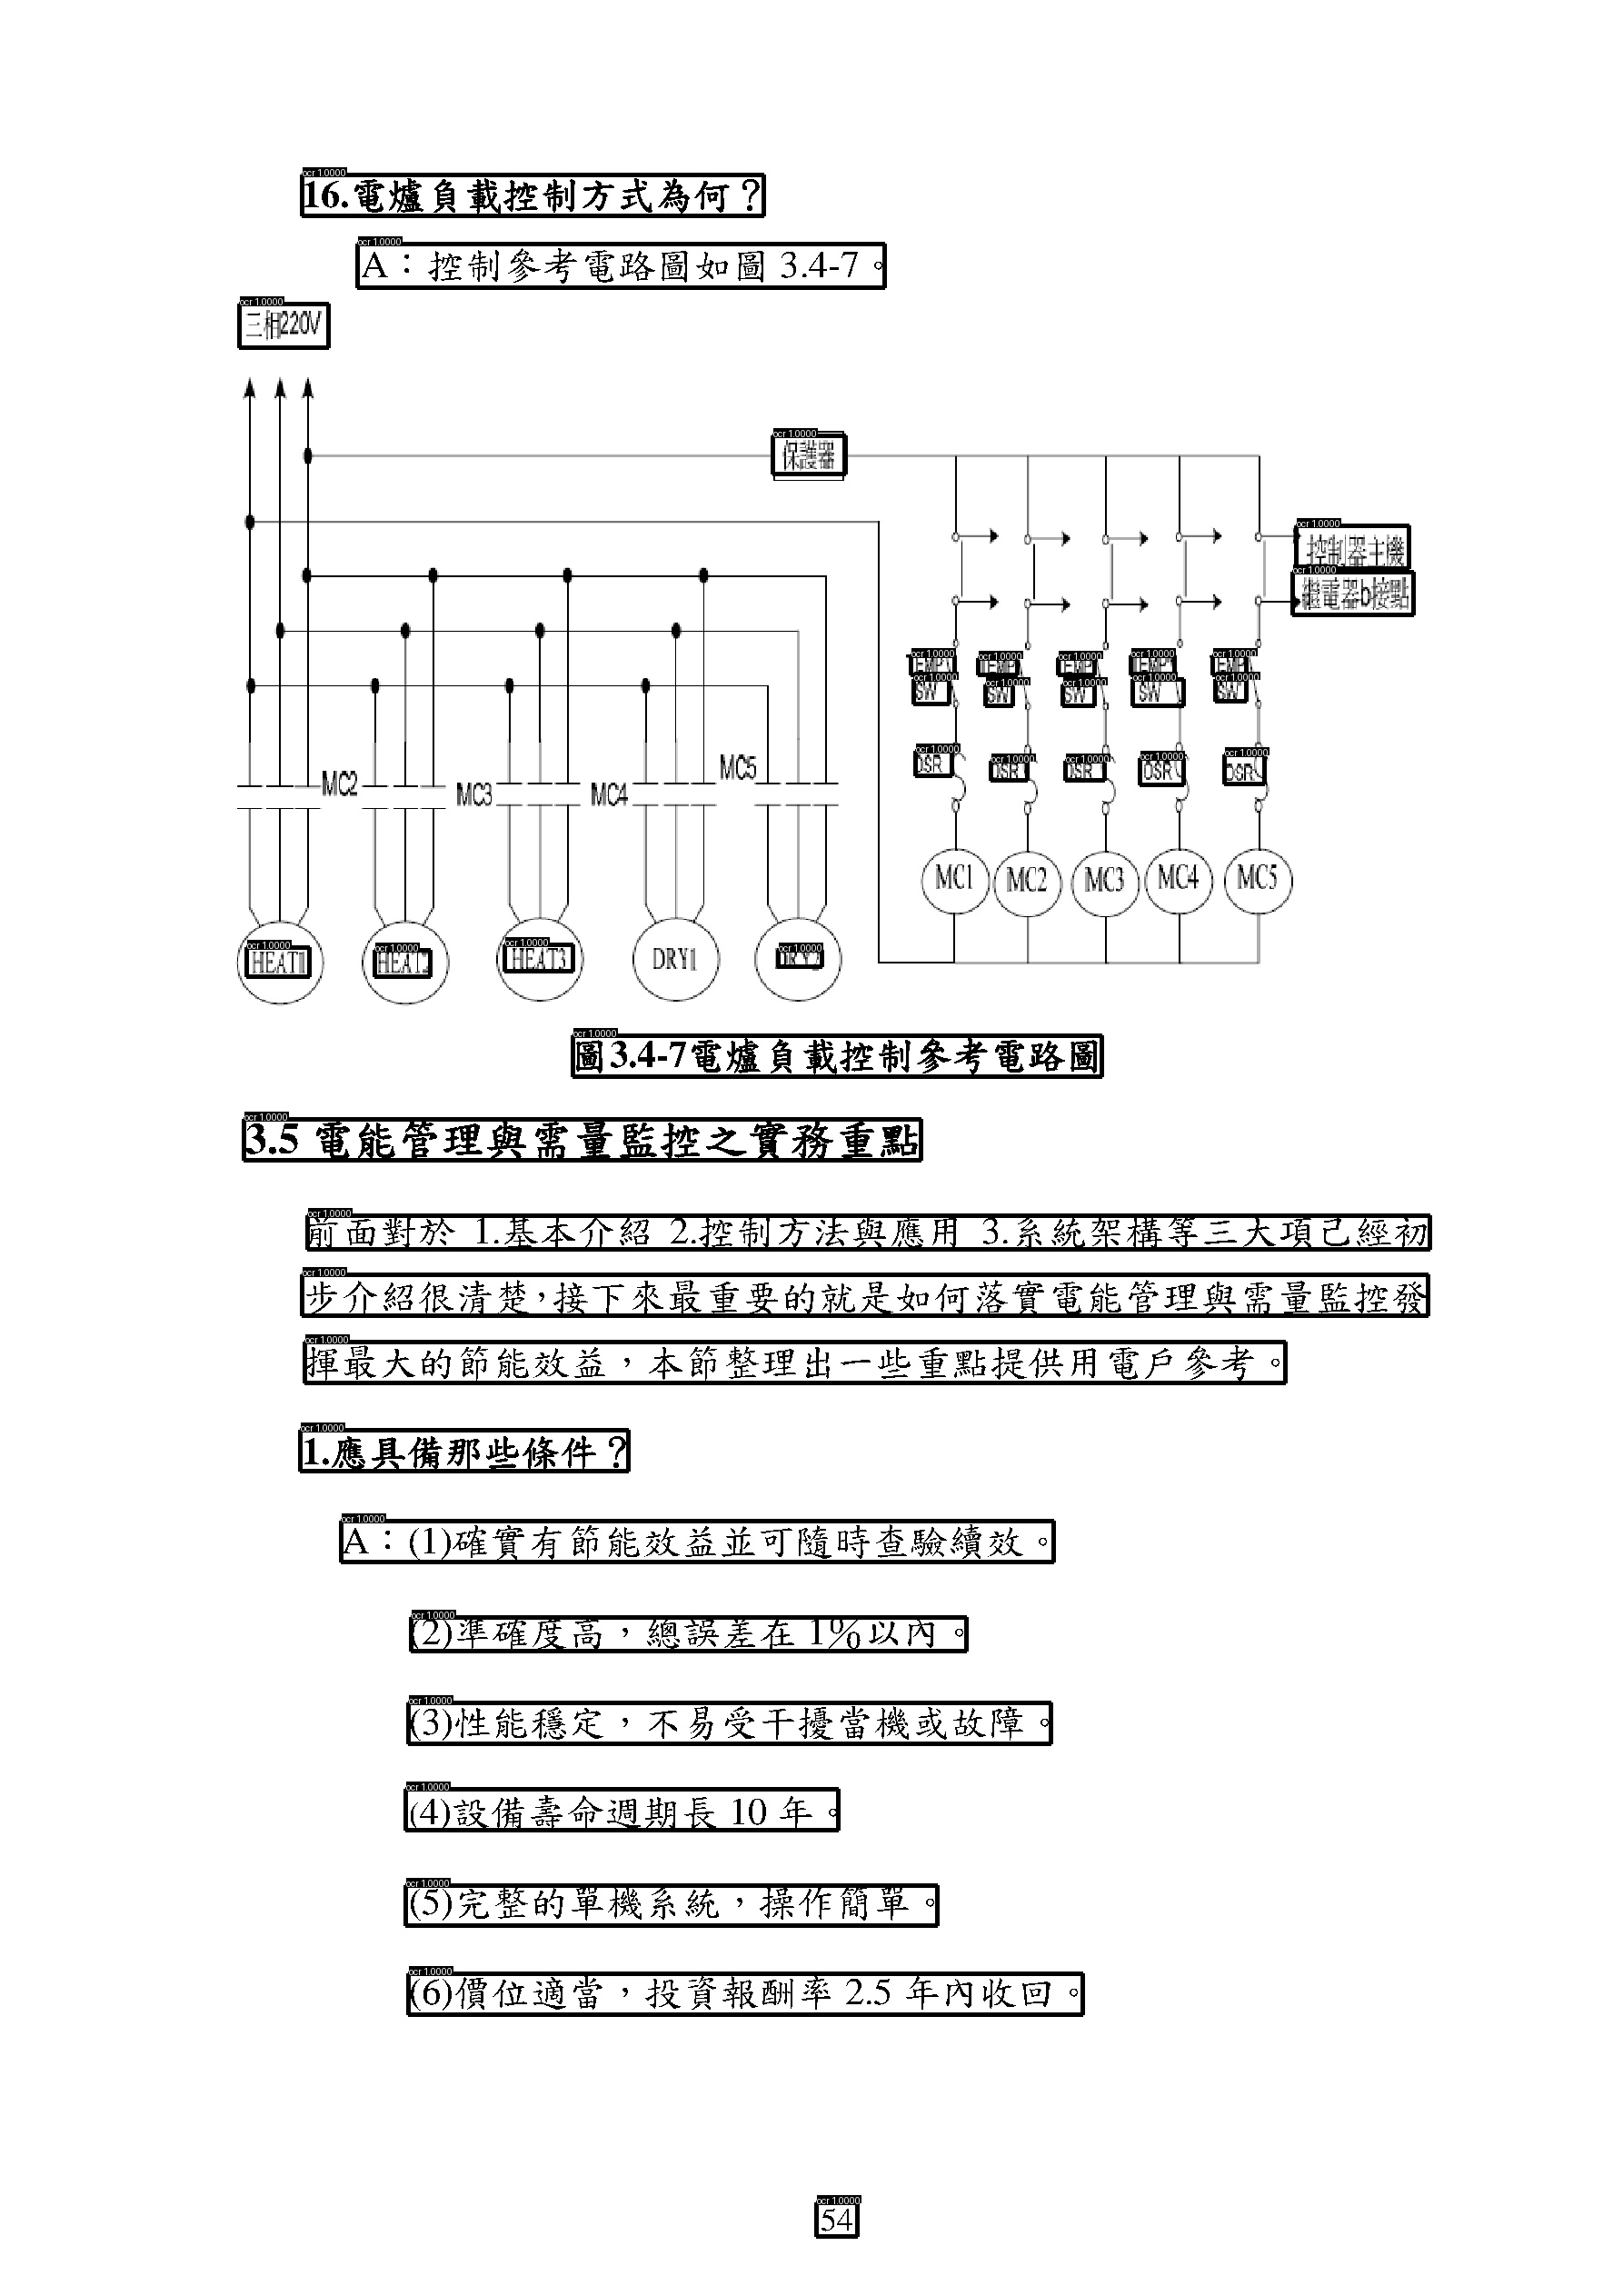 16.電爐負載控制方式為何？
A：控制參考電路圖如圖 3.4-7。
三相220V
保護器
控制器主機
繼電器b接點
TEMP TEMP TEMP TEMP TEMP
SW SW SW SW SW
OSR OSR OSR OSR OSR
MC2 MC3 MC4 MC5
MC1 MC2 MC3 MC4 MC5
HEAT1 HEAT2 HEAT3 DRY1 DRY2
圖3.4-7電爐負載控制參考電路圖
3.5 電能管理與需量監控之實務重點
前面對於 1.基本介紹 2.控制方法與應用 3.系統架構等三大項已經初
步介紹很清楚，接下來最重要的就是如何落實電能管理與需量監控發
揮最大的節能效益，本節整理出一些重點提供用電戶參考。
1.應具備那些條件？
A：(1)確實有節能效益並可隨時查驗績效。
(2)準確度高，總誤差在 1%以內。
(3)性能穩定，不易受干擾當機或故障。
(4)設備壽命週期長 10 年。
(5)完整的單機系統，操作簡單。
(6)價位適當，投資報酬率 2.5 年內收回。
54